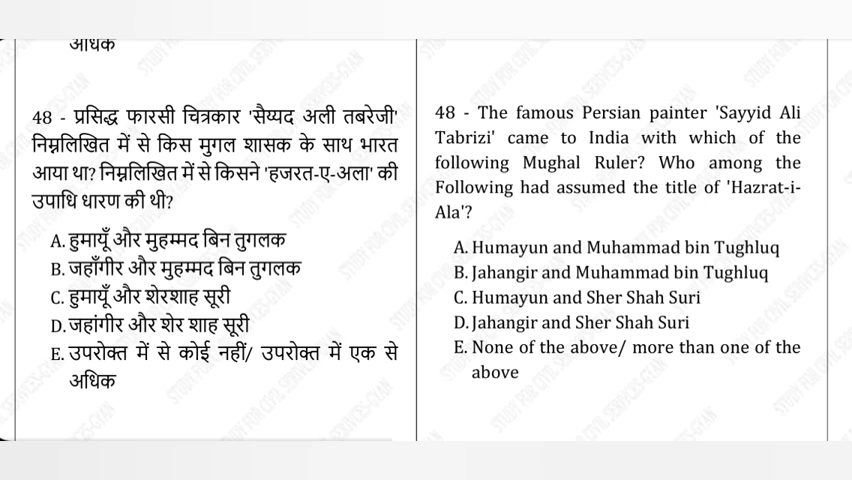 अधिक
48 - प्रसिद्ध फारसी चित्रकार 'सैय्यद अली तबरेजी'
निम्नलिखित में से किस मुगल शासक के साथ भारत
आया था? निम्नलिखित में से किसने 'हजरत-ए-अला' की
उपाधि धारण की थी?
A. हुमायूँ और मुहम्मद बिन तुगलक
B. जहाँगीर और मुहम्मद बिन तुगलक
C. हुमायूँ और शेरशाह सूरी
D. जहांगीर और शेर शाह सूरी
E. उपरोक्त में से कोई नहीं/ उपरोक्त में एक से
अधिक
48 - The famous Persian painter 'Sayyid Ali
Tabrizi' came to India with which of the
following Mughal Ruler? Who among the
Following had assumed the title of 'Hazrat-i-
Ala'?
A. Humayun and Muhammad bin Tughluq
B. Jahangir and Muhammad bin Tughluq
C. Humayun and Sher Shah Suri
D. Jahangir and Sher Shah Suri
E. None of the above/ more than one of the
above
STUDY FOR CIVIL SERVICES-GYAN